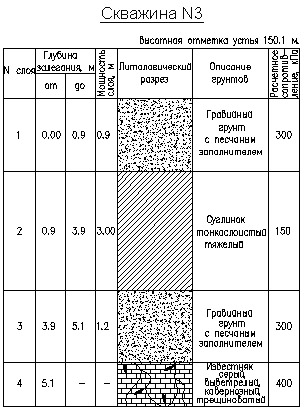 Скважина N3
Высотная отметка устья 150.1 м.
N слоя
Глубина
залегания, м
от
до
Мощность
слоя, м
Литологический
разрез
Описание
грунтов
Расчетное
сопротив-
ление, кПа
1 0,00 0.9 0.9
Гравийный
грунт
с песчаным
заполнителем
300
2 0.9 3.9 3.00
Суглинок
тонкослоистый
тяжелый
150
3 3.9 5.1 1.2
Гравийный
грунт
с песчаным
заполнителем
300
4 5.1 – –
Известняк
серый,
выветрелый,
кавернозный
трещиноватый
400